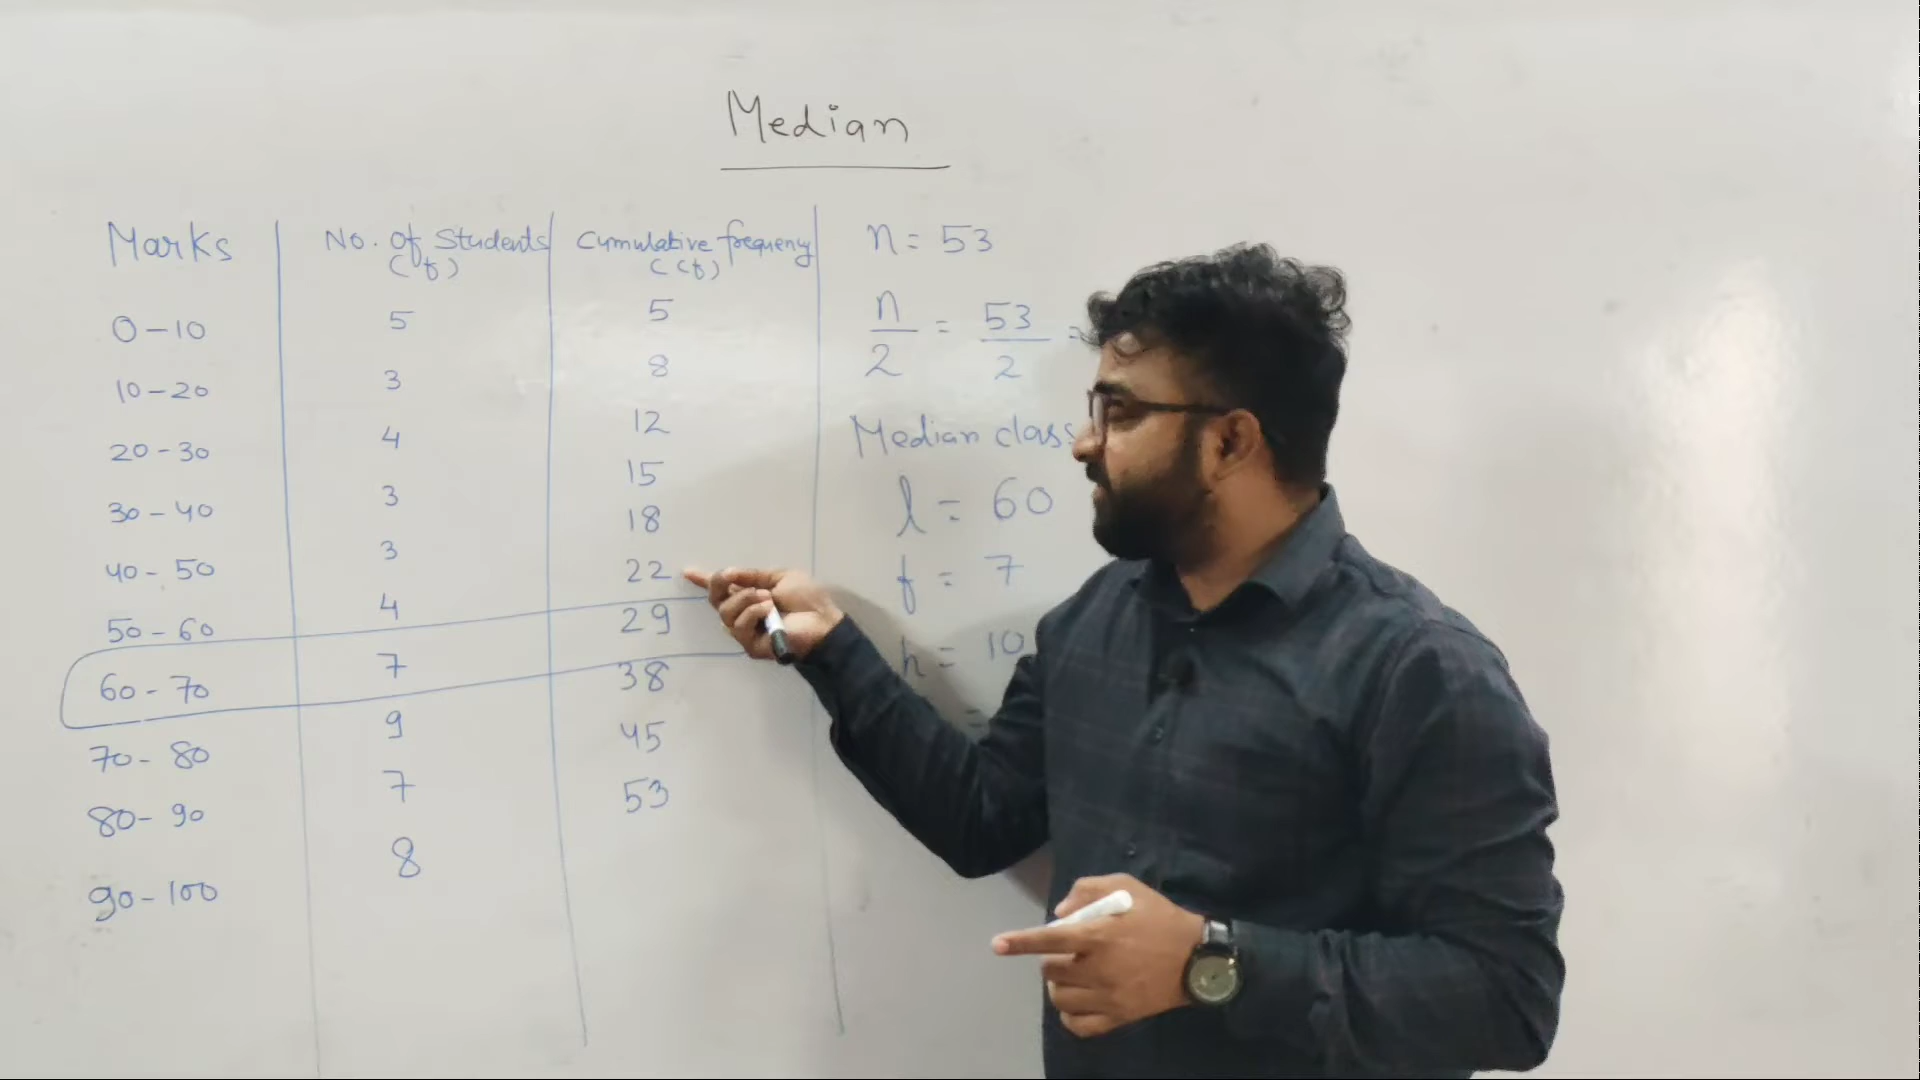 Median
Marks No. of Students Cumulative frequency
(f) (cf)
0-10 5 5
10-20 3 8
20-30 4 12
30-40 3 15
40-50 3 18
50-60 4 22
60-70 7 29
70-80 9 38
80-90 7 45
90-100 8 53
n = 53
n/2 = 53/2 =
Median class
l = 60
f = 7
h = 10
=